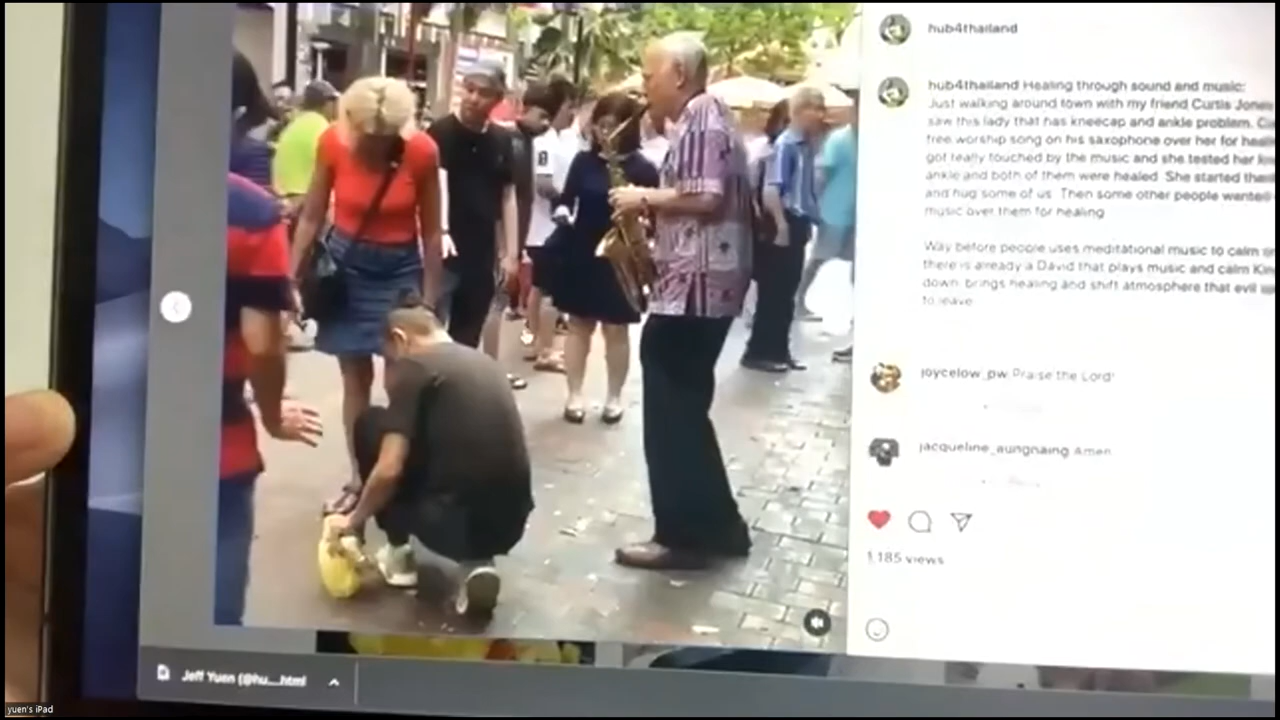 hub4thailand
hub4thailand Healing through sound and music:
Just walking around town with my friend Curtis Jones
saw this lady that has kneecap and ankle problem.
free worship song on his saxophone over her for
got really touched by the music and she tested her
ankle and both of them were healed. She started
and hug some of us. Then some other people wanted
music over them for healing
Way before people uses meditational music to calm
there is already a David that plays music and calm
down, brings healing and shift atmosphere that evil
to leave.
joycelow_pw Praise the Lord!
jacqueline_aungnaing Amen
1,185 views
Jeff Yuen (@hu....html
yuen's iPad